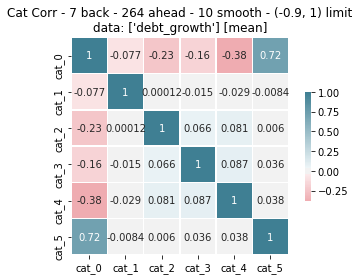 Cat Corr - 7 back - 264 ahead - 10 smooth - (-0.9, 1) limit
data: ['debt_growth'] [mean]
cat_0 1 -0.077 -0.23 -0.16 -0.38 0.72
cat_1 -0.077 1 0.00012 -0.015 -0.029 -0.0084
cat_2 -0.23 0.00012 1 0.066 0.081 0.006
cat_3 -0.16 -0.015 0.066 1 0.087 0.036
cat_4 -0.38 -0.029 0.081 0.087 1 0.038
cat_5 0.72 -0.0084 0.006 0.036 0.038 1
cat_0 cat_1 cat_2 cat_3 cat_4 cat_5
1.00
0.75
0.50
0.25
0.00
−0.25